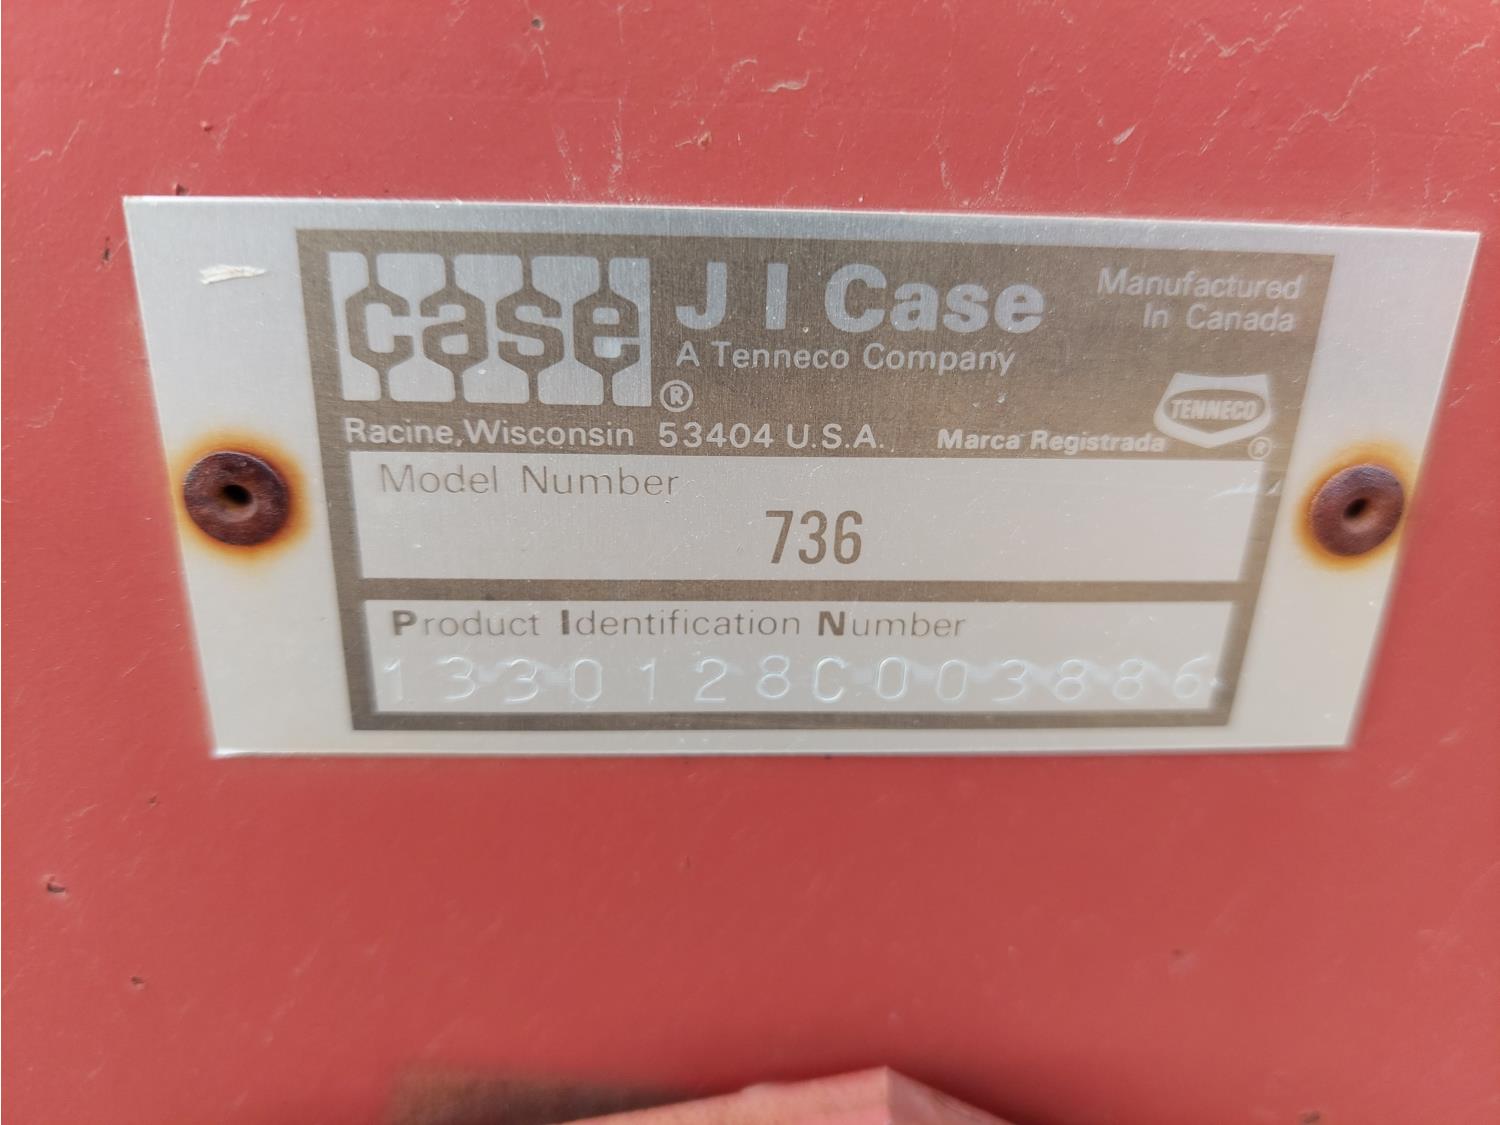 case J I Case Manufactured
In Canada
A Tenneco Company
®
TENNECO
Racine, Wisconsin 53404 U.S.A. Marca Registrada ®
Model Number
736
Product Identification Number
1330128C003886